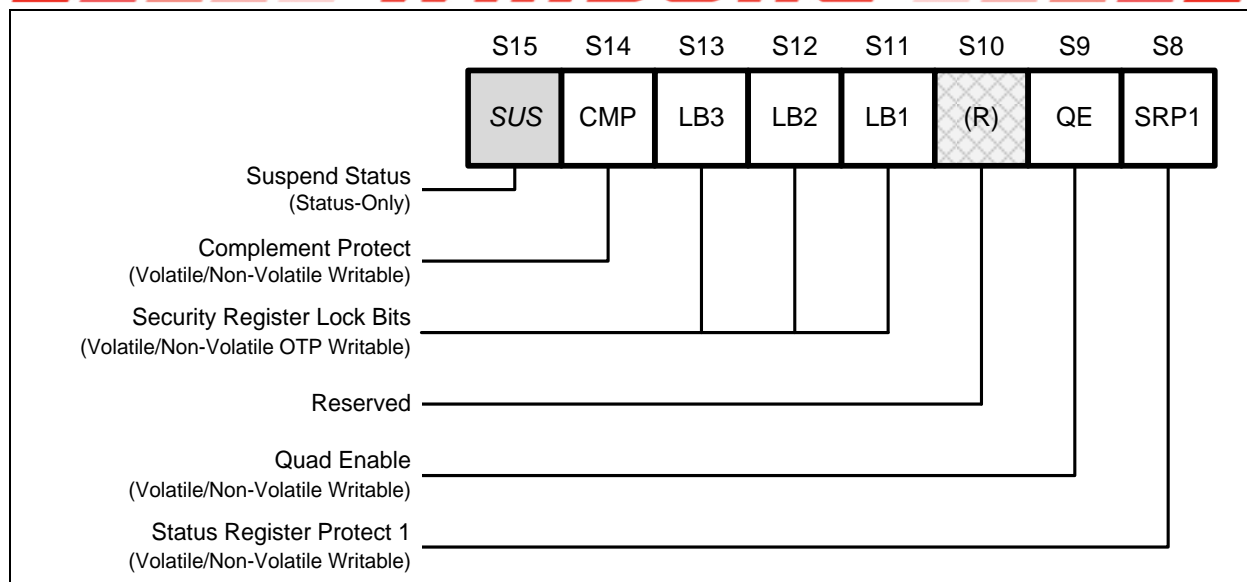 S15 S14 S13 S12 S11 S10 S9 S8
SUS CMP LB3 LB2 LB1 (R) QE SRP1
Suspend Status
(Status-Only)
Complement Protect
(Volatile/Non-Volatile Writable)
Security Register Lock Bits
(Volatile/Non-Volatile OTP Writable)
Reserved
Quad Enable
(Volatile/Non-Volatile Writable)
Status Register Protect 1
(Volatile/Non-Volatile Writable)